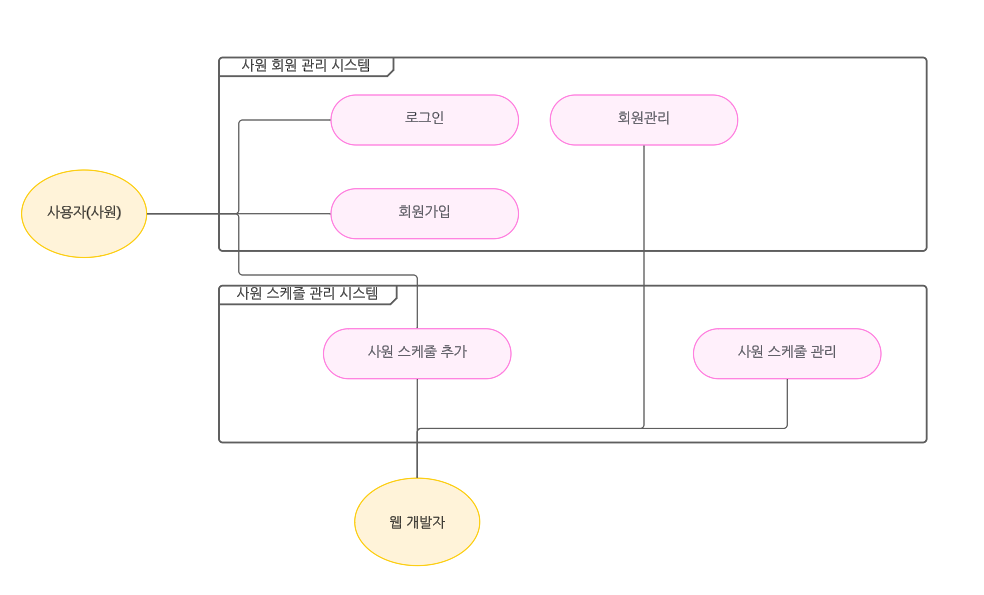 사원 회원 관리 시스템
로그인
회원관리
사용자(사원)
회원가입
사원 스케줄 관리 시스템
사원 스케줄 추가
사원 스케줄 관리
웹 개발자